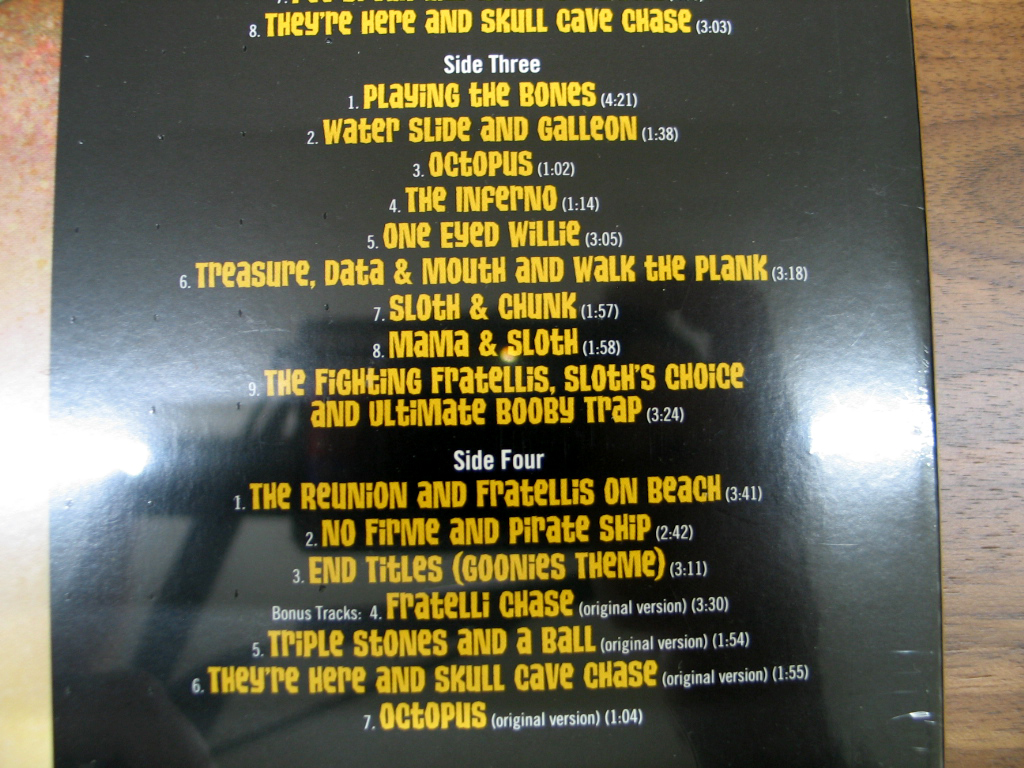 8. They're Here and Skull Cave Chase (3:03)
Side Three
1. Playing the Bones (4:21)
2. Water Slide and Galleon (1:38)
3. Octopus (1:02)
4. The Inferno (1:14)
5. One Eyed Willie (3:05)
6. Treasure, Data & Mouth and Walk the Plank (3:18)
7. Sloth & Chunk (1:57)
8. Mama & Sloth (1:58)
9. The Fighting Fratellis, Sloth's Choice
and Ultimate Booby Trap (3:24)
Side Four
1. The Reunion and Fratellis on Beach (3:41)
2. No Firme and Pirate Ship (2:42)
3. End Titles (Goonies Theme) (3:11)
Bonus Tracks: 4. Fratelli Chase (original version) (3:30)
5. Triple Stones and a Ball (original version) (1:54)
6. They're Here and Skull Cave Chase (original version) (1:55)
7. Octopus (original version) (1:04)